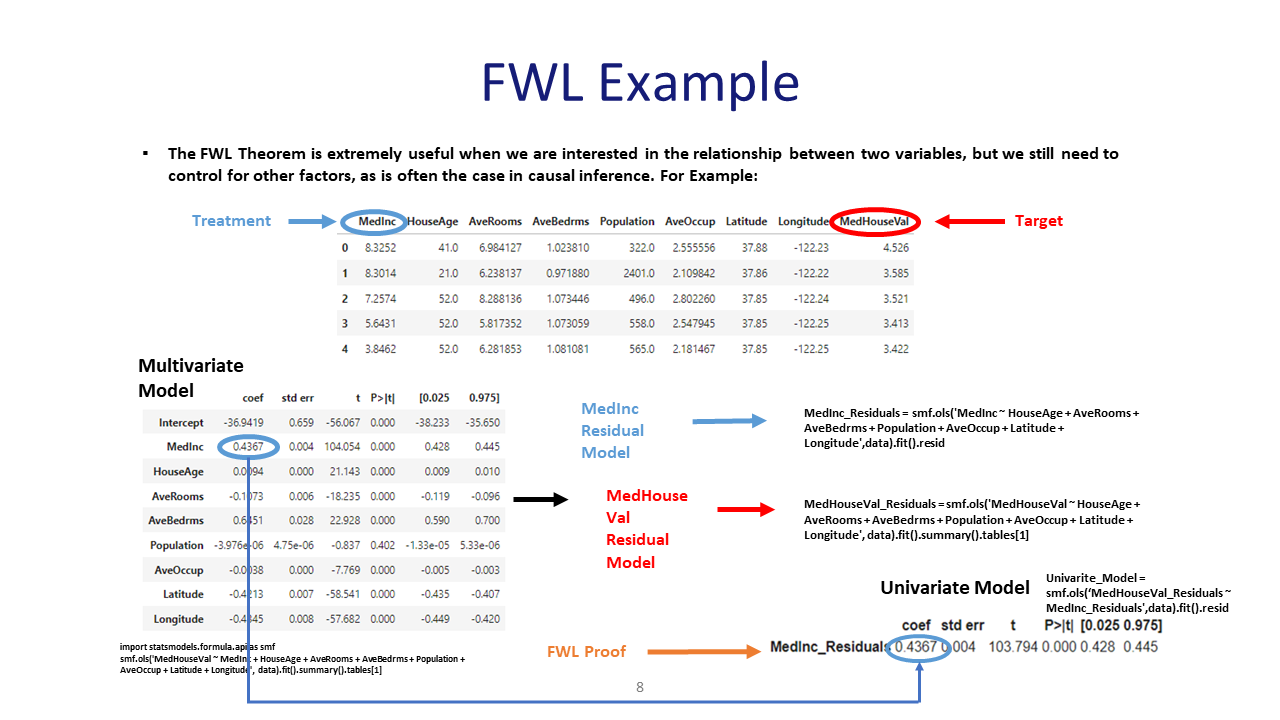 FWL Example
▪ The FWL Theorem is extremely useful when we are interested in the relationship between two variables, but we still need to
control for other factors, as is often the case in causal inference. For Example:
Treatment
Target
MedInc HouseAge AveRooms AveBedrms Population AveOccup Latitude Longitude MedHouseVal
0 8.3252 41.0 6.984127 1.023810 322.0 2.555556 37.88 -122.23 4.526
1 8.3014 21.0 6.238137 0.971880 2401.0 2.109842 37.86 -122.22 3.585
2 7.2574 52.0 8.288136 1.073446 496.0 2.802260 37.85 -122.24 3.521
3 5.6431 52.0 5.817352 1.073059 558.0 2.547945 37.85 -122.25 3.413
4 3.8462 52.0 6.281853 1.081081 565.0 2.181467 37.85 -122.25 3.422
Multivariate
Model
coef std err t P>|t| [0.025 0.975]
Intercept -36.9419 0.659 -56.067 0.000 -38.233 -35.650
MedInc 0.4367 0.004 104.054 0.000 0.428 0.445
HouseAge 0.0094 0.000 21.143 0.000 0.009 0.010
AveRooms -0.1073 0.006 -18.235 0.000 -0.119 -0.096
AveBedrms 0.6451 0.028 22.928 0.000 0.590 0.700
Population -3.976e-06 4.75e-06 -0.837 0.402 -1.33e-05 5.33e-06
AveOccup -0.0038 0.000 -7.769 0.000 -0.005 -0.003
Latitude -0.4213 0.007 -58.541 0.000 -0.435 -0.407
Longitude -0.4345 0.008 -57.682 0.000 -0.449 -0.420
import statsmodels.formula.api as smf
smf.ols('MedHouseVal ~ MedInc + HouseAge + AveRooms + AveBedrms + Population +
AveOccup + Latitude + Longitude', data).fit().summary().tables[1]
MedInc
Residual
Model
MedInc_Residuals = smf.ols('MedInc ~ HouseAge + AveRooms +
AveBedrms + Population + AveOccup + Latitude +
Longitude',data).fit().resid
MedHouse
Val
Residual
Model
MedHouseVal_Residuals = smf.ols('MedHouseVal ~ HouseAge +
AveRooms + AveBedrms + Population + AveOccup + Latitude +
Longitude', data).fit().summary().tables[1]
Univariate Model
Univarite_Model =
smf.ols('MedHouseVal_Residuals ~
MedInc_Residuals',data).fit().resid
coef std err t P>|t| [0.025 0.975]
MedInc_Residuals 0.4367 0.004 103.794 0.000 0.428 0.445
FWL Proof
8